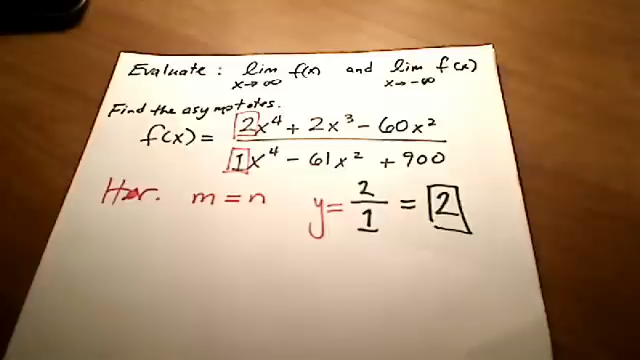 Evaluate: lim x→∞ f(x) and lim x→-∞ f(x)
Find the asymptotes.
f(x) = 2x⁴ + 2x³ - 60x²
1x⁴ - 61x² + 900
Hor. m = n y = 2/1 = 2